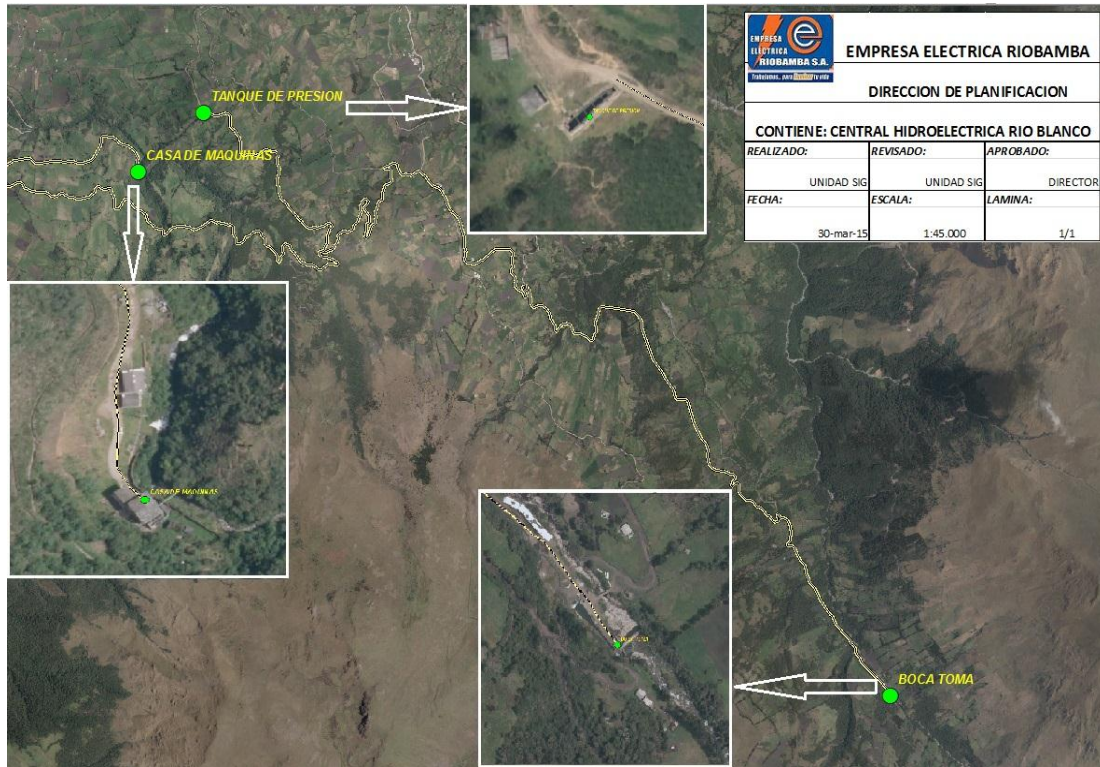 TANQUE DE PRESION
CASA DE MAQUINAS
EMPRESA
ELECTRICA
RIOBAMBA S.A.
EMPRESA ELECTRICA RIOBAMBA
DIRECCION DE PLANIFICACION
CONTIENE: CENTRAL HIDROELECTRICA RIO BLANCO
REALIZADO: REVISADO: APROBADO:
UNIDAD SIG UNIDAD SIG DIRECTOR
FECHA: ESCALA: LAMINA:
30-mar-15 1:45.000 1/1
CASA DE MAQUINAS
BOCA TOMA